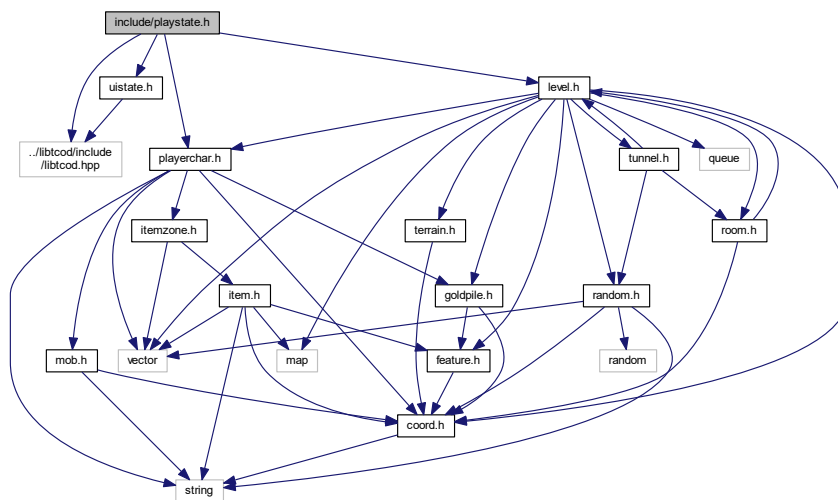 include/playstate.h
uistate.h
level.h
../libtcod/include
/libtcod.hpp
playerchar.h
tunnel.h
queue
itemzone.h
terrain.h
room.h
item.h
goldpile.h
random.h
mob.h
vector
map
feature.h
random
coord.h
string